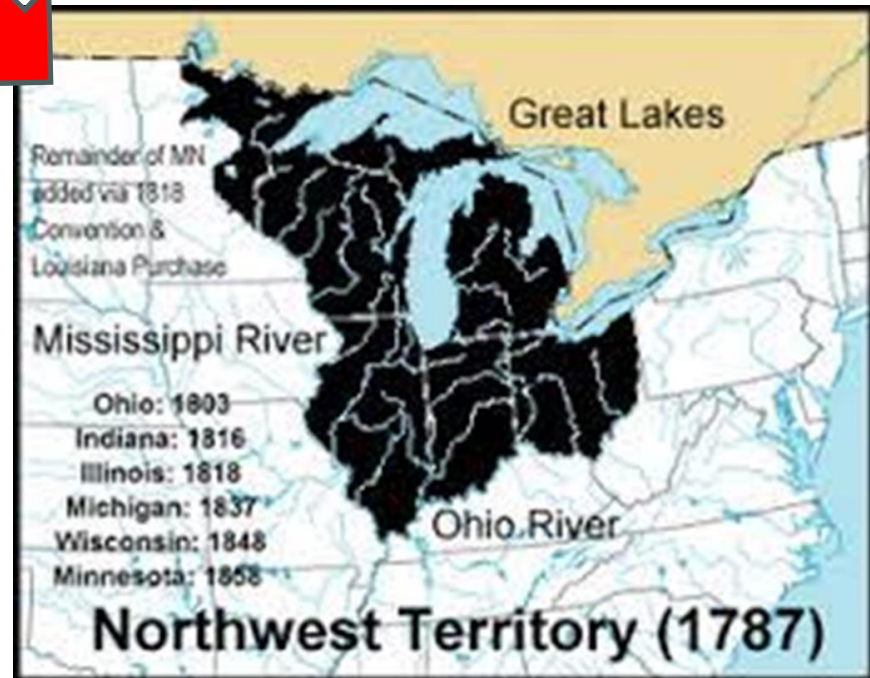 Great Lakes
Remainder of MN
added via 1818
Convention &
Louisiana Purchase
Mississippi River
Ohio: 1803
Indiana: 1816
Illinois: 1818
Michigan: 1837
Wisconsin: 1848
Minnesota: 1858
Ohio River
Northwest Territory (1787)